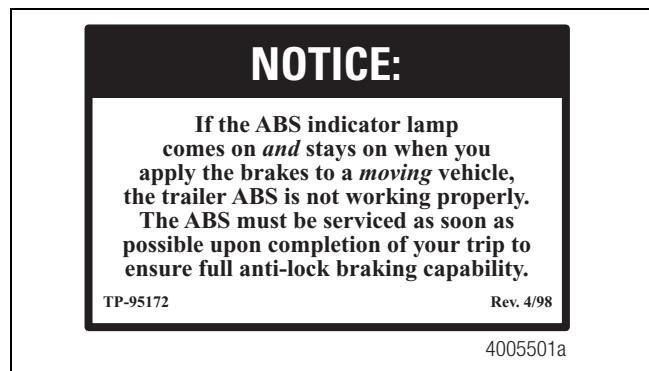 NOTICE:
If the ABS indicator lamp
comes on and stays on when you
apply the brakes to a moving vehicle,
the trailer ABS is not working properly.
The ABS must be serviced as soon as
possible upon completion of your trip to
ensure full anti-lock braking capability.
TP-95172 Rev. 4/98
4005501a